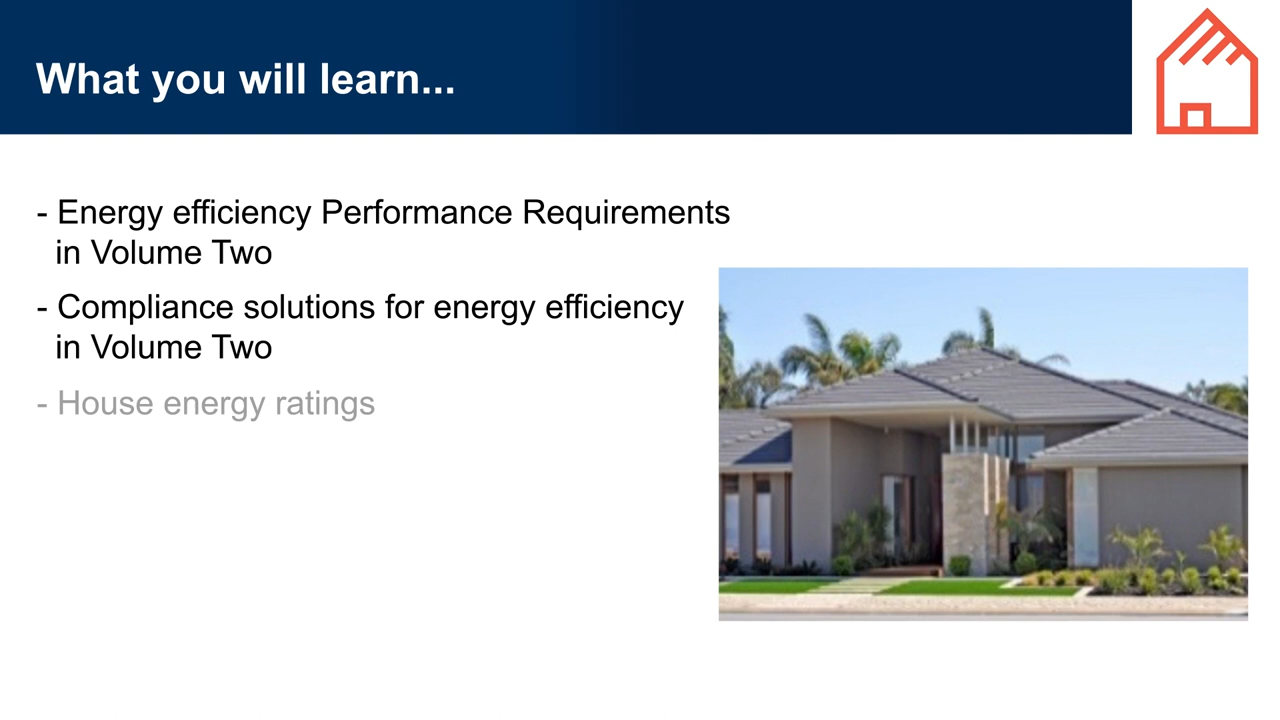 What you will learn...
- Energy efficiency Performance Requirements
in Volume Two
- Compliance solutions for energy efficiency
in Volume Two
- House energy ratings